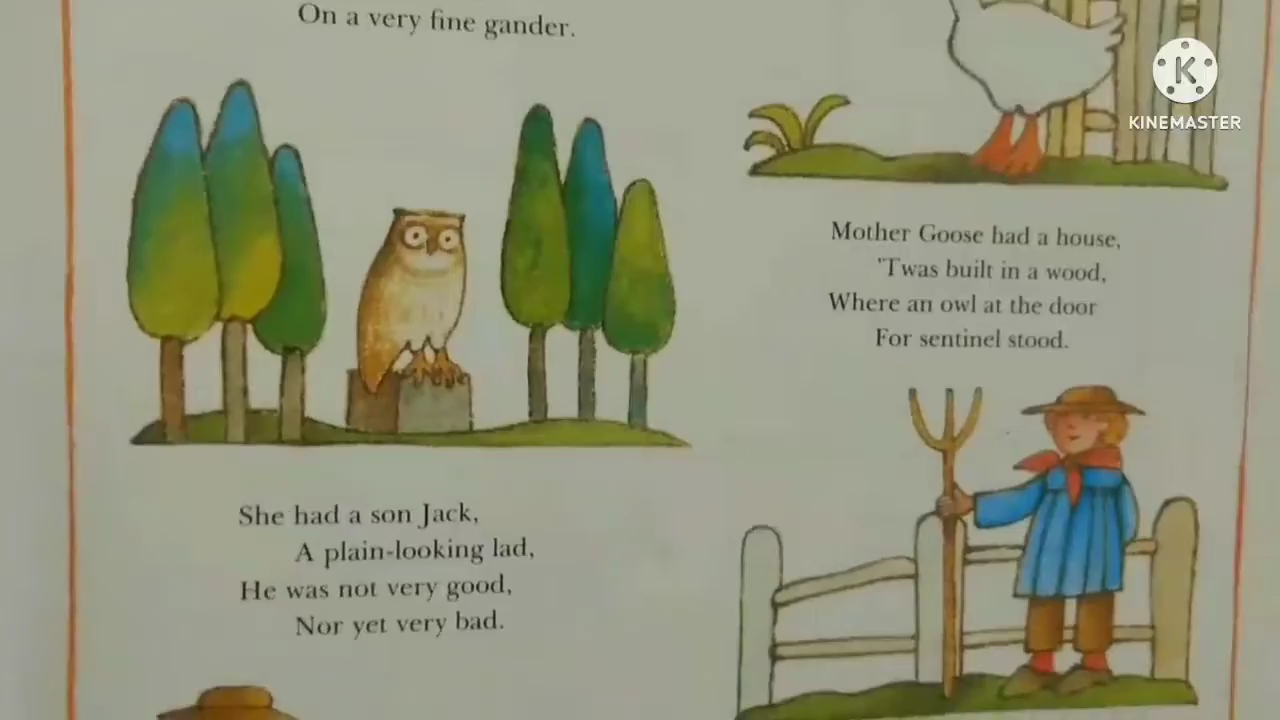 On a very fine gander.
KINEMASTER
Mother Goose had a house,
'Twas built in a wood,
Where an owl at the door
For sentinel stood.
She had a son Jack,
A plain-looking lad,
He was not very good,
Nor yet very bad.